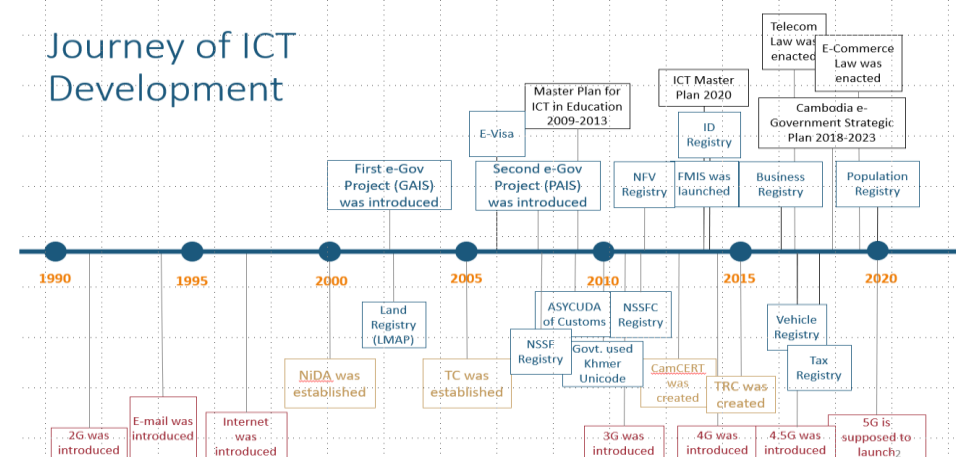 Journey of ICT
Development
Telecom
Law was
enacted
E-Commerce
Law was
enacted
Master Plan for
ICT in Education
2009-2013
ICT Master
Plan 2020
Cambodia e-
Government Strategic
Plan 2018-2023
E-Visa
ID
Registry
First e-Gov
Project (GAIS)
was introduced
Second e-Gov
Project (PAIS) was
introduced
NFV
Registry
FMIS was
launched
Business
Registry
Population
Registry
1990
1995
2000
2005
2010
2015
2020
Land
Registry
(LMAP)
ASYCUDA
of Customs
NSSFC
Registry
NSSF
Registry
Govt. used
Khmer
Unicode
Vehicle
Registry
Tax
Registry
NiDA was
established
TC was
established
CamCERT
was
created
TRC was
created
2G was
introduced
E-mail was
introduced
Internet
was
introduced
3G was
introduced
4G was
introduced
4.5G was
introduced
5G is
supposed to
launch
2